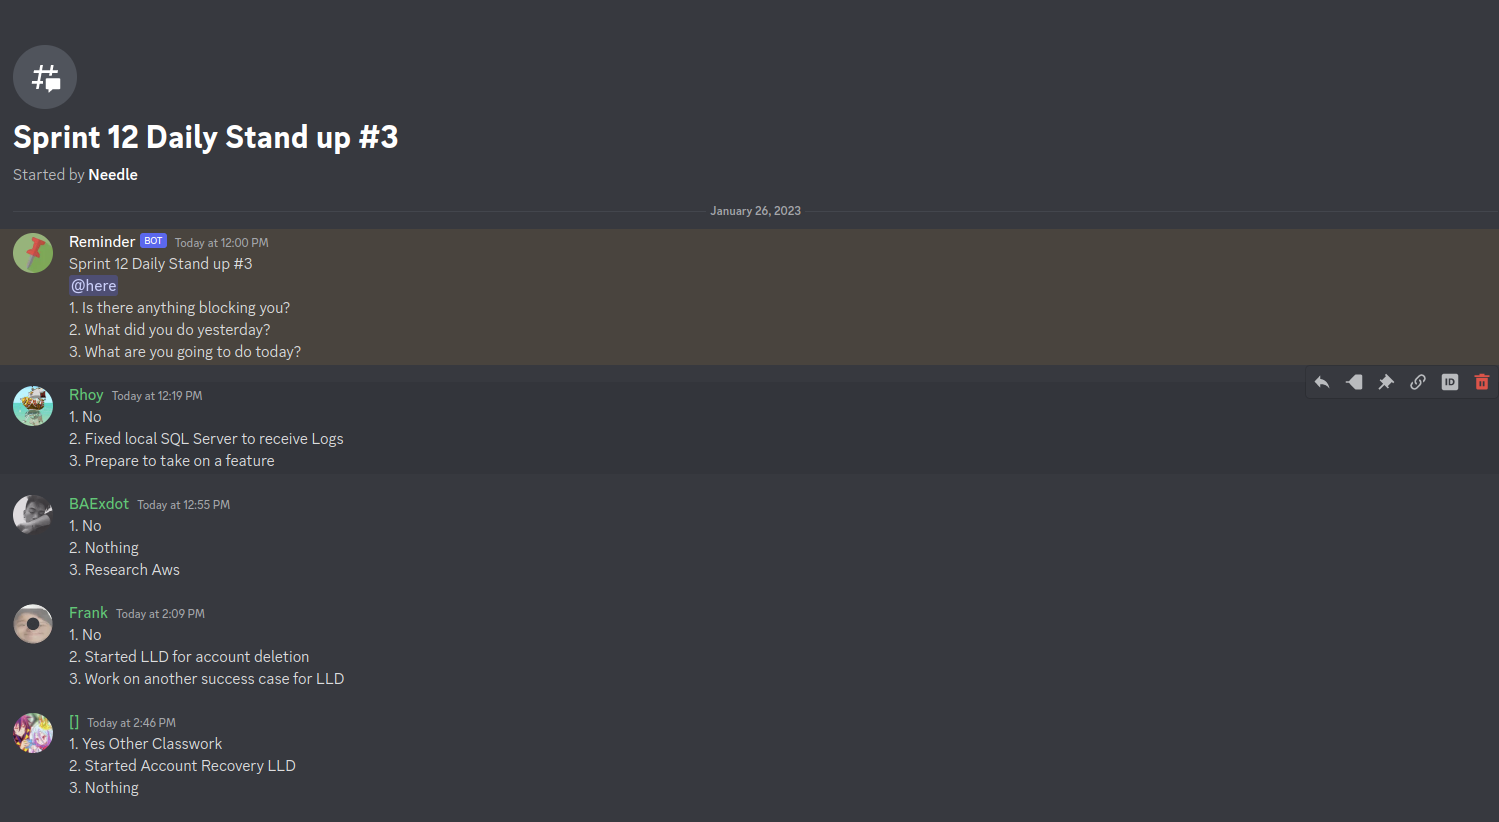 Sprint 12 Daily Stand up #3
Started by Needle
January 26, 2023
Reminder BOT Today at 12:00 PM
Sprint 12 Daily Stand up #3
@here
1. Is there anything blocking you?
2. What did you do yesterday?
3. What are you going to do today?
Rhoy Today at 12:19 PM
ID
1. No
2. Fixed local SQL Server to receive Logs
3. Prepare to take on a feature
BAExdot Today at 12:55 PM
1. No
2. Nothing
3. Research Aws
Frank Today at 2:09 PM
1. No
2. Started LLD for account deletion
3. Work on another success case for LLD
[] Today at 2:46 PM
1. Yes Other Classwork
2. Started Account Recovery LLD
3. Nothing